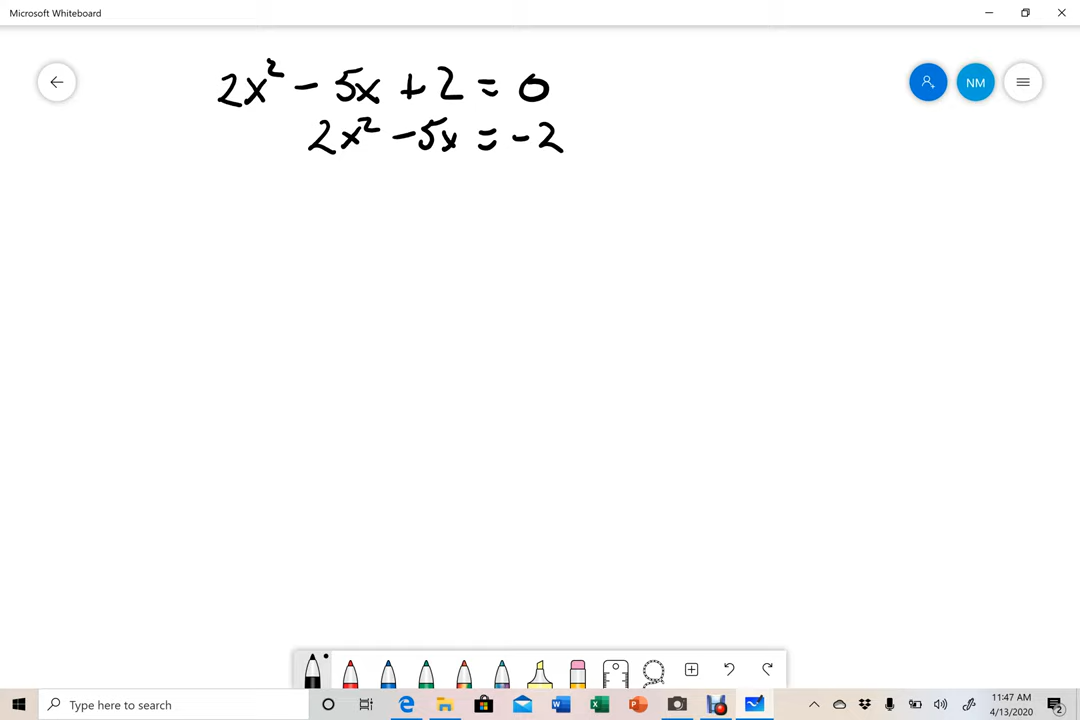 Microsoft Whiteboard
NM
2x² - 5x + 2 = 0
2x² - 5x = -2
Type here to search
11:47 AM
4/13/2020
2